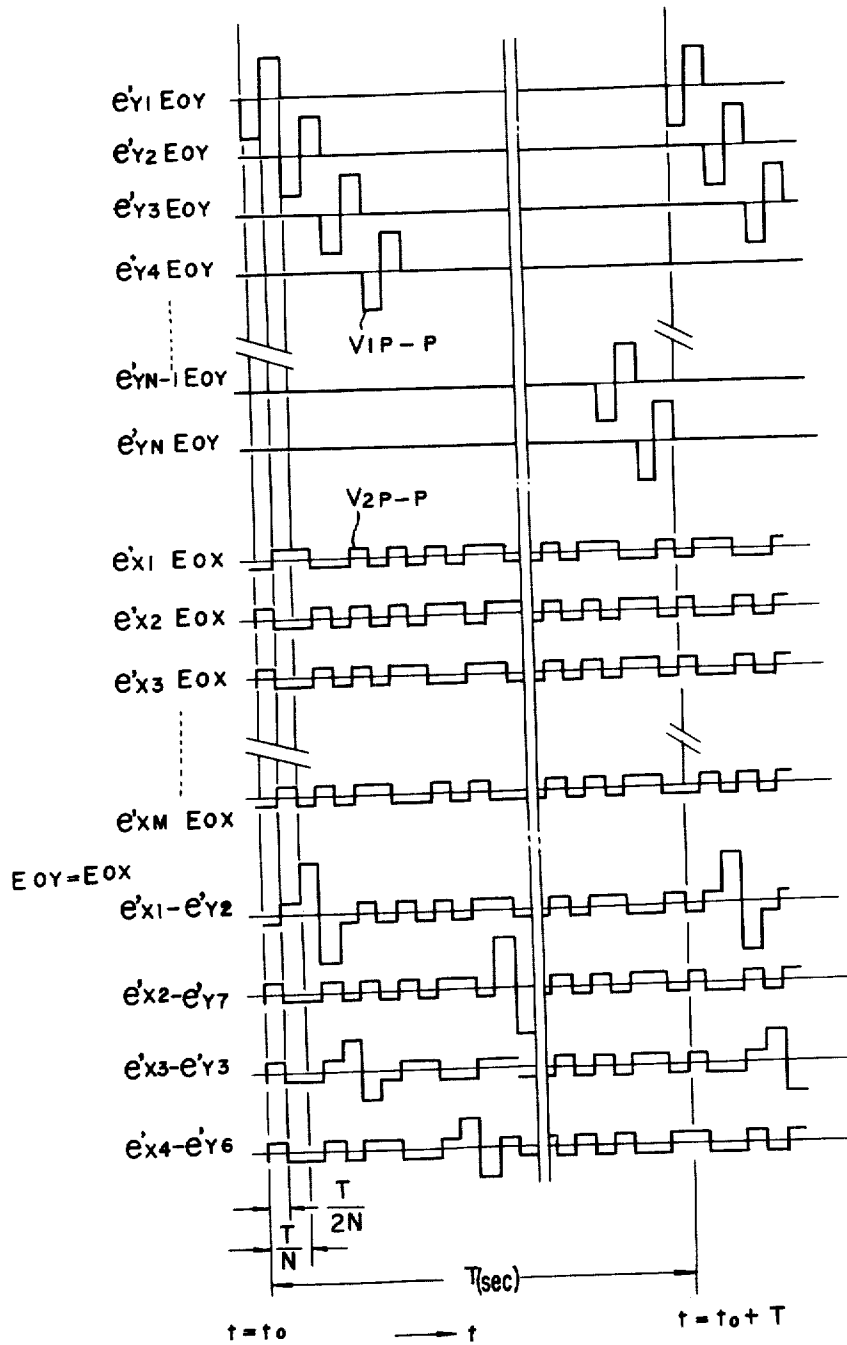 e'Y1 EOY
e'Y2 EOY
e'Y3 EOY
e'Y4 EOY
V1P-P
e'YN-1 EOY
e'YN EOY
V2P-P
e'X1 EOX
e'X2 EOX
e'X3 EOX
e'XM EOX
EOY=EOX
e'X1-e'Y2
e'X2-e'Y7
e'X3-e'Y3
e'X4-e'Y6
T/2N
T/N
T(sec)
t=to → t t=to+T